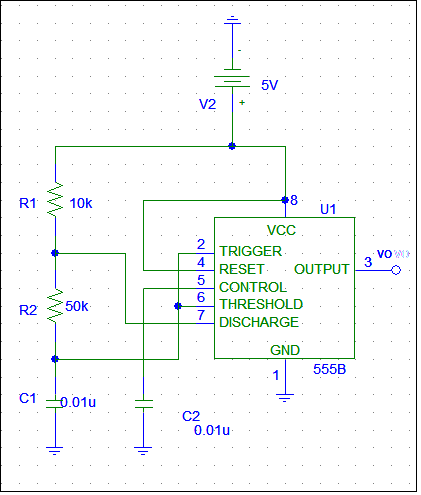 -
5V
V2
+
R1
10k
8
U1
VCC
2
TRIGGER
3
vo
VO
4
RESET
OUTPUT
5
CONTROL
R2
50k
6
THRESHOLD
7
DISCHARGE
GND
1
555B
C1
0.01u
C2
0.01u